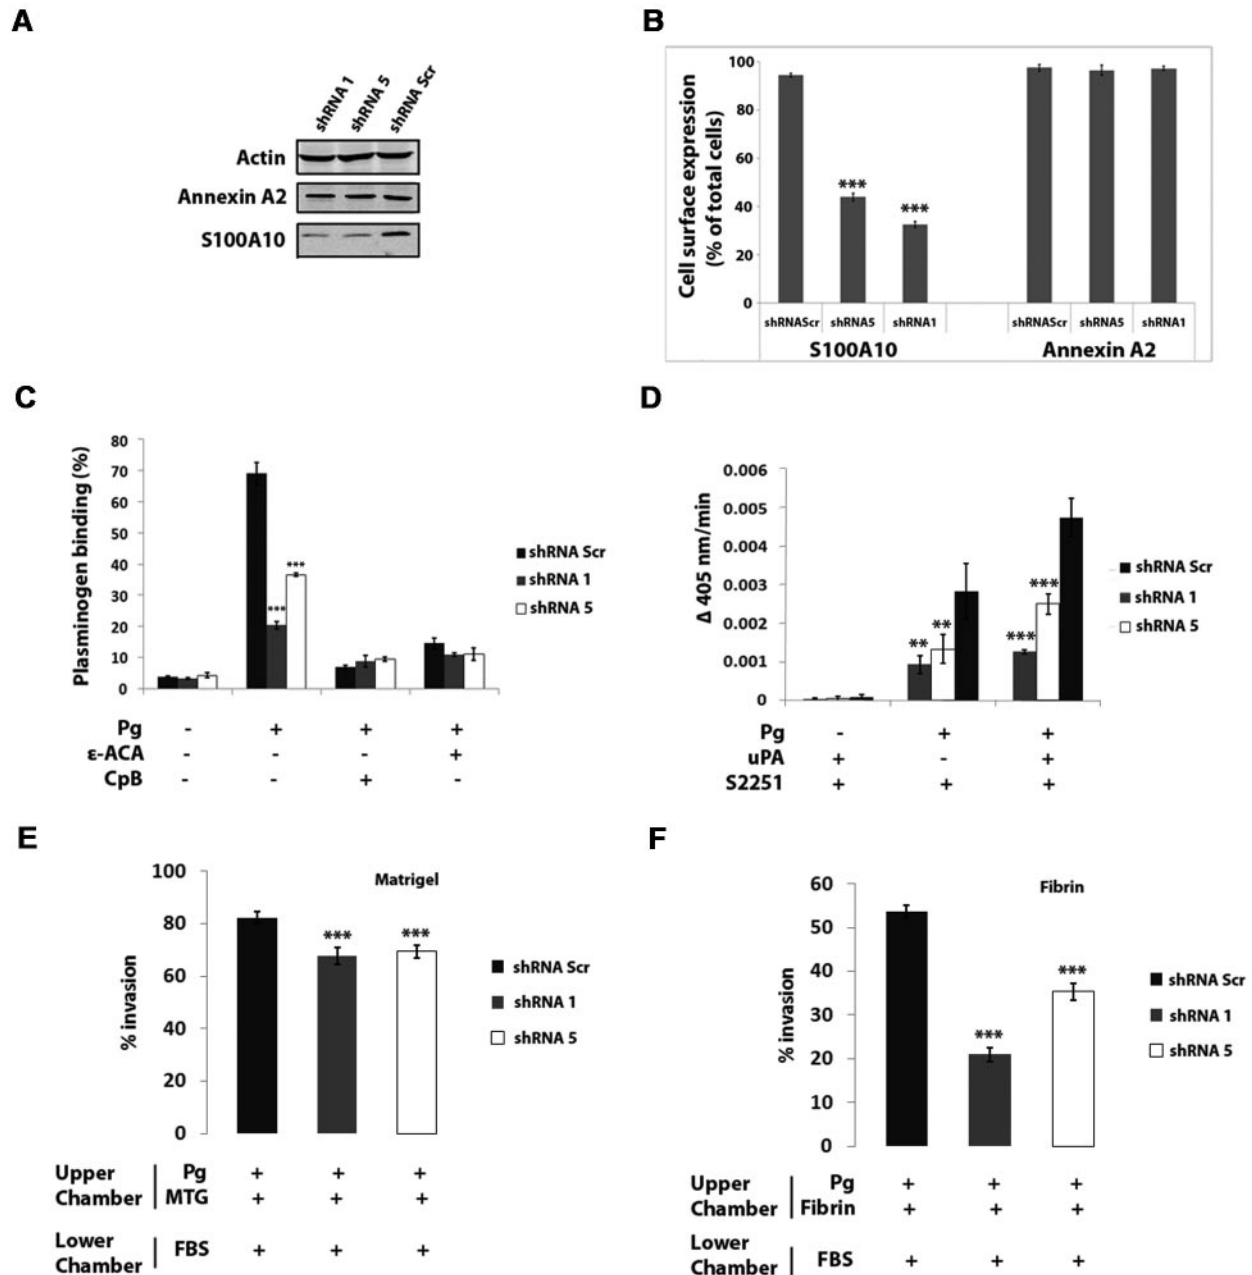 A
shRNA 1 shRNA 5 shRNA Scr
Actin
Annexin A2
S100A10
B
Cell surface expression
(% of total cells)
100
80
60
40
20
0
*** ***
shRNAScr shRNA5 shRNA1 shRNAScr shRNA5 shRNA1
S100A10 Annexin A2
C
Plasminogen binding (%)
80
70
60
50
40
30
20
10
0
*** ***
shRNA Scr
shRNA 1
shRNA 5
Pg - + + +
ε-ACA - - - +
CpB - - + -
D
Δ 405 nm/min
0.006
0.005
0.004
0.003
0.002
0.001
0
** ** *** ***
shRNA Scr
shRNA 1
shRNA 5
Pg - + +
uPA + - +
S2251 + + +
E
Matrigel
% invasion
100
80
60
40
20
0
*** ***
shRNA Scr
shRNA 1
shRNA 5
Upper Pg + + +
Chamber MTG + + +
Lower
Chamber FBS + + +
F
Fibrin
% invasion
60
50
40
30
20
10
0
*** ***
shRNA Scr
shRNA 1
shRNA 5
Upper Pg + + +
Chamber Fibrin + + +
Lower
Chamber FBS + + +